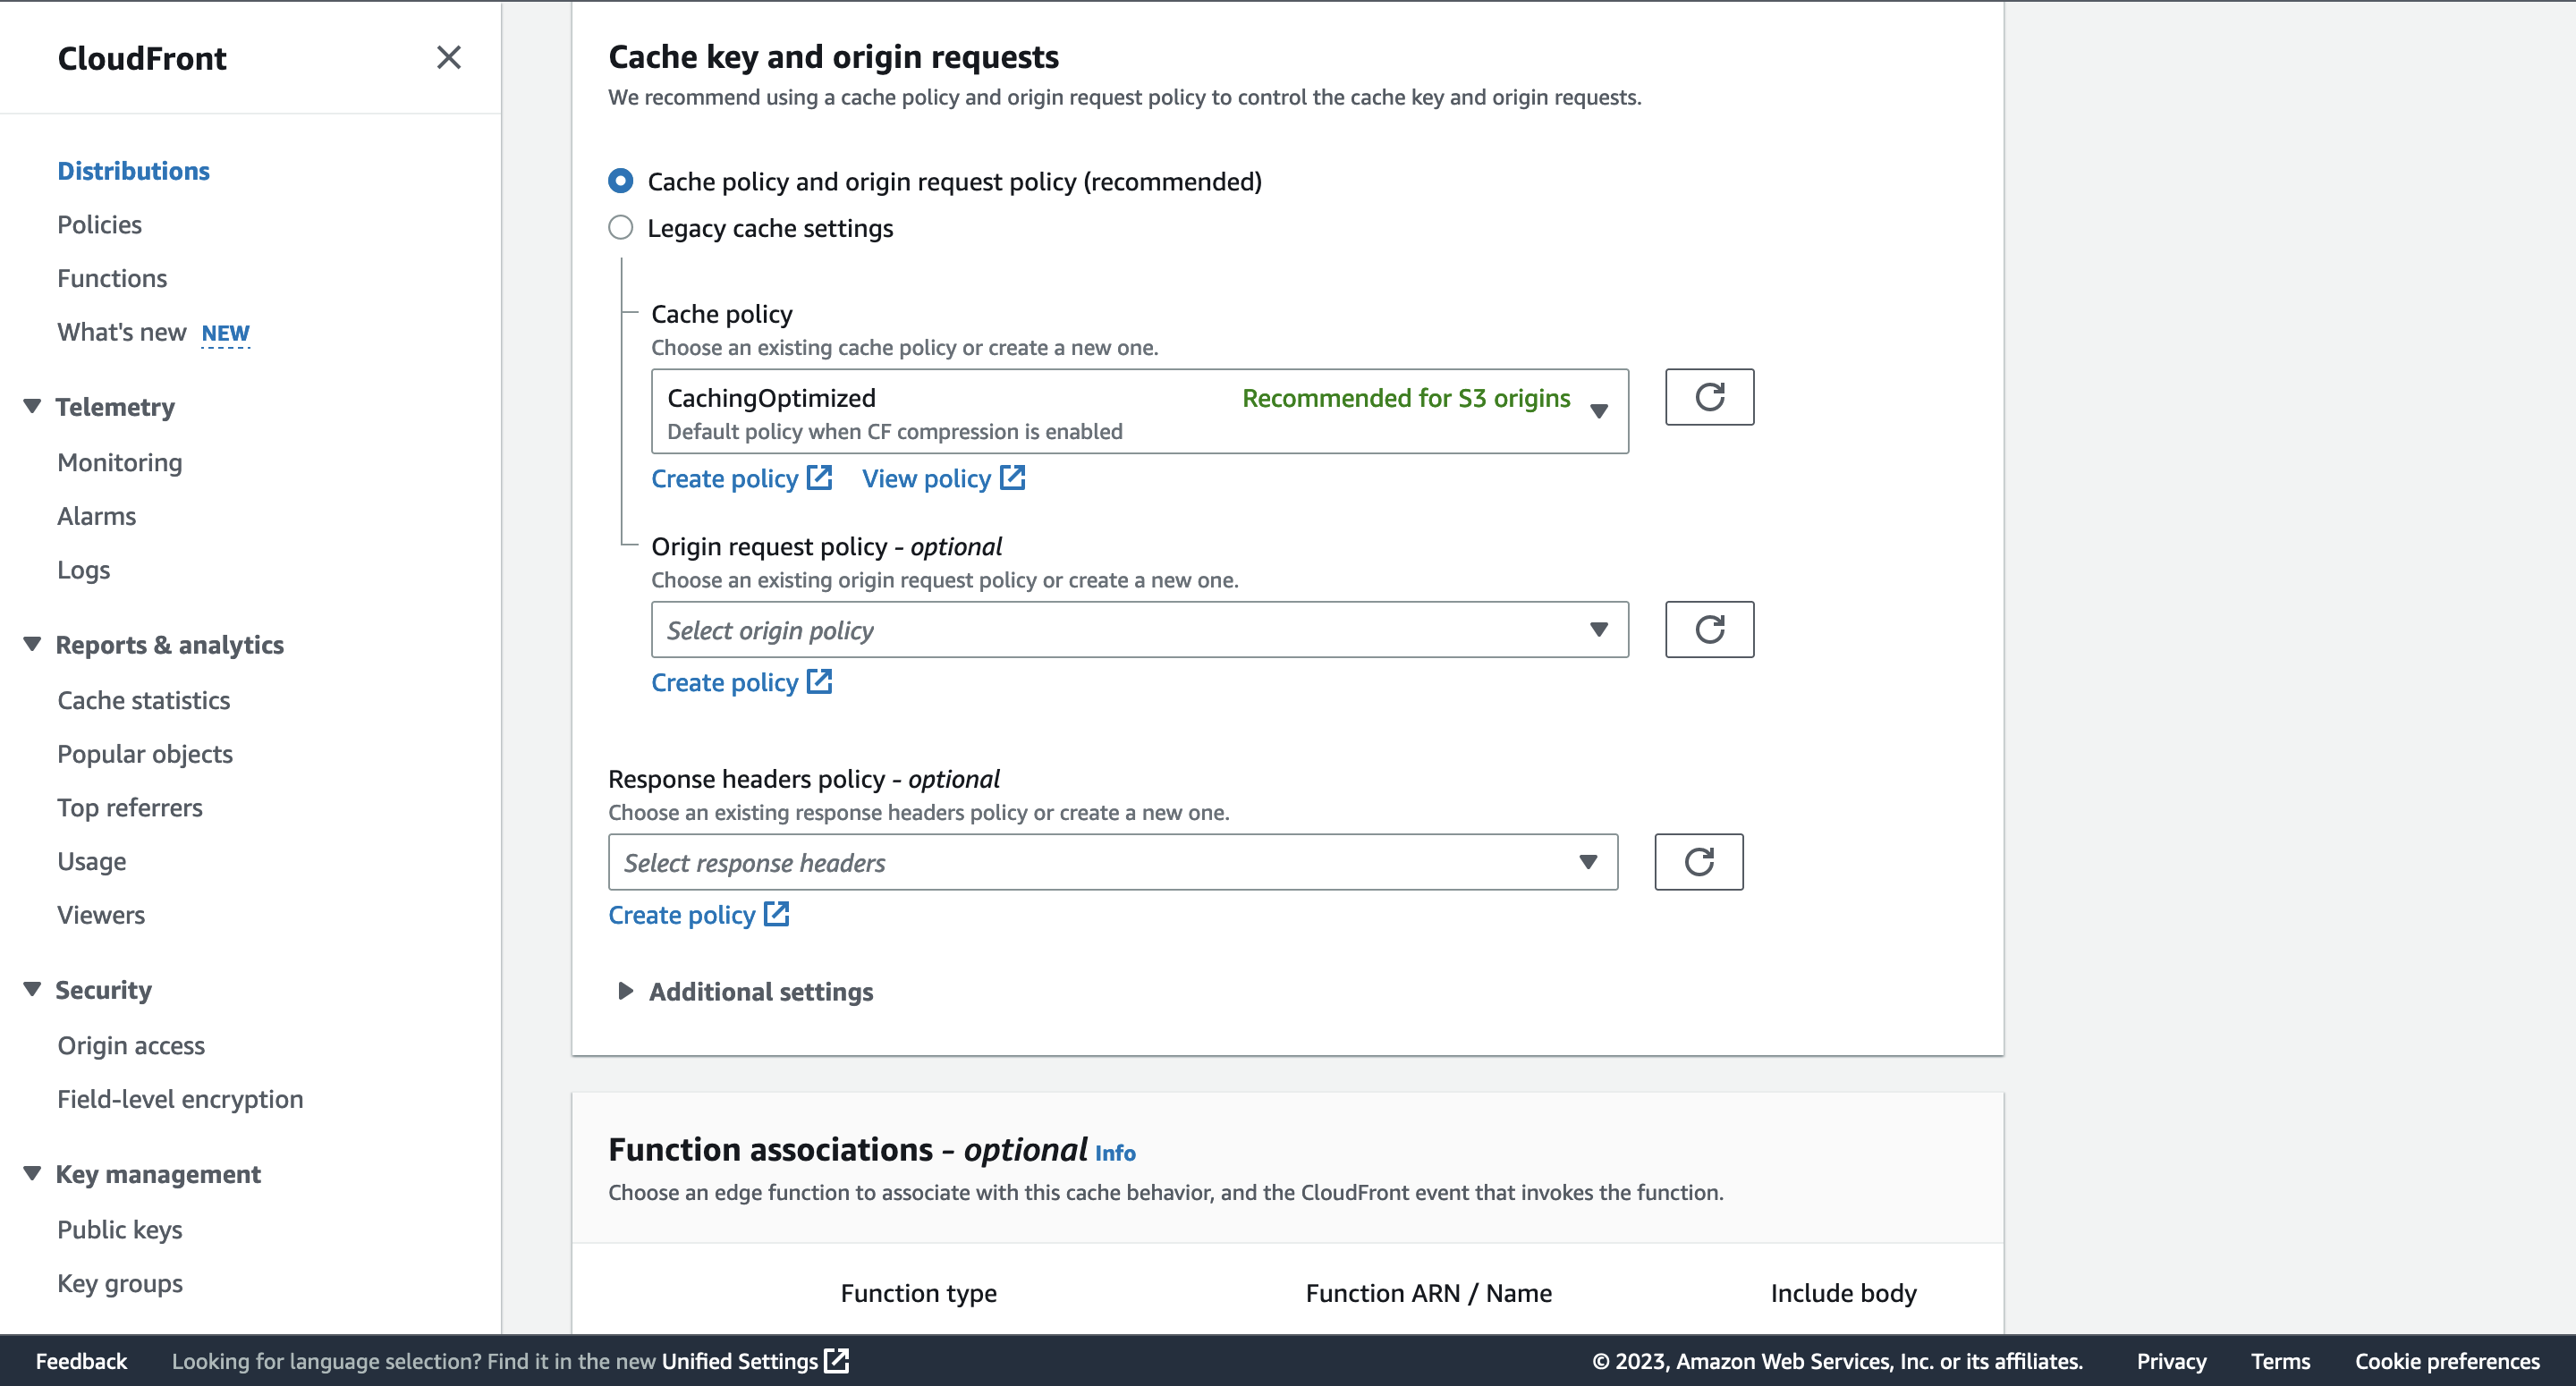 CloudFront
Distributions
Policies
Functions
What's new NEW
Telemetry
Monitoring
Alarms
Logs
Reports & analytics
Cache statistics
Popular objects
Top referrers
Usage
Viewers
Security
Origin access
Field-level encryption
Key management
Public keys
Key groups
Cache key and origin requests
We recommend using a cache policy and origin request policy to control the cache key and origin requests.
Cache policy and origin request policy (recommended)
Legacy cache settings
Cache policy
Choose an existing cache policy or create a new one.
CachingOptimized Recommended for S3 origins
Default policy when CF compression is enabled
Create policy View policy
Origin request policy - optional
Choose an existing origin request policy or create a new one.
Select origin policy
Create policy
Response headers policy - optional
Choose an existing response headers policy or create a new one.
Select response headers
Create policy
Additional settings
Function associations - optional Info
Choose an edge function to associate with this cache behavior, and the CloudFront event that invokes the function.
Function type Function ARN / Name Include body
Feedback Looking for language selection? Find it in the new Unified Settings © 2023, Amazon Web Services, Inc. or its affiliates. Privacy Terms Cookie preferences